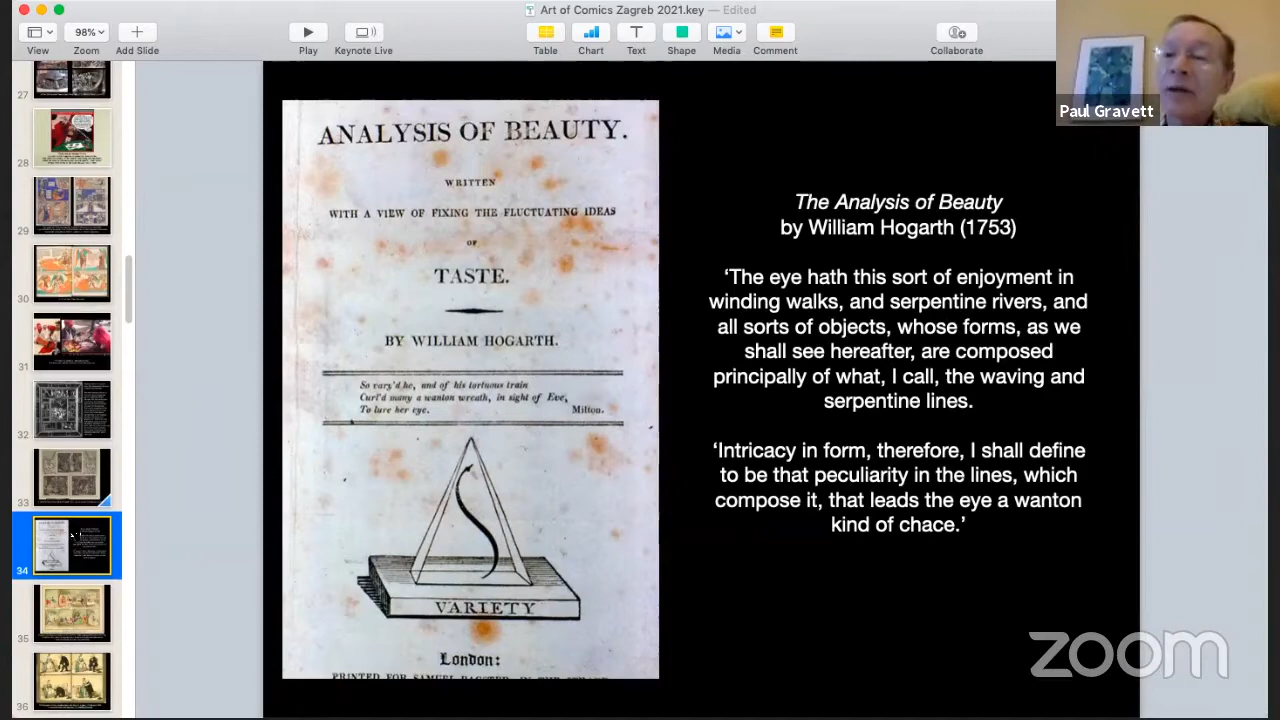 Art of Comics Zagreb 2021.key — Edited
98%
View
Zoom
Add Slide
Play
Keynote Live
Table
Chart
Text
Shape
Media
Comment
Collaborate
Paul Gravett
27
28
29
30
31
32
33
34
35
36
ANALYSIS OF BEAUTY.
WRITTEN
WITH A VIEW OF FIXING THE FLUCTUATING IDEAS
OF
TASTE.
BY WILLIAM HOGARTH.
So vary'd he, and of his tortuous train
Curl'd many a wanton wreath, in sight of Eve,
To lure her eye.
Milton.
VARIETY
London:
PRINTED FOR SAMUEL BAGSTER, IN THE STRAND
The Analysis of Beauty
by William Hogarth (1753)
‘The eye hath this sort of enjoyment in
winding walks, and serpentine rivers, and
all sorts of objects, whose forms, as we
shall see hereafter, are composed
principally of what, I call, the waving and
serpentine lines.
‘Intricacy in form, therefore, I shall define
to be that peculiarity in the lines, which
compose it, that leads the eye a wanton
kind of chace.’
zoom